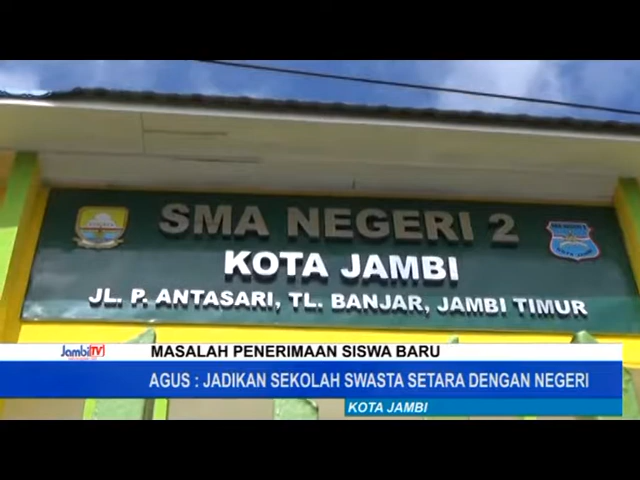 SMA NEGERI 2
KOTA JAMBI
JL. P. ANTASARI, TL. BANJAR, JAMBI TIMUR
JambiTV
MASALAH PENERIMAAN SISWA BARU
AGUS : JADIKAN SEKOLAH SWASTA SETARA DENGAN NEGERI
KOTA JAMBI